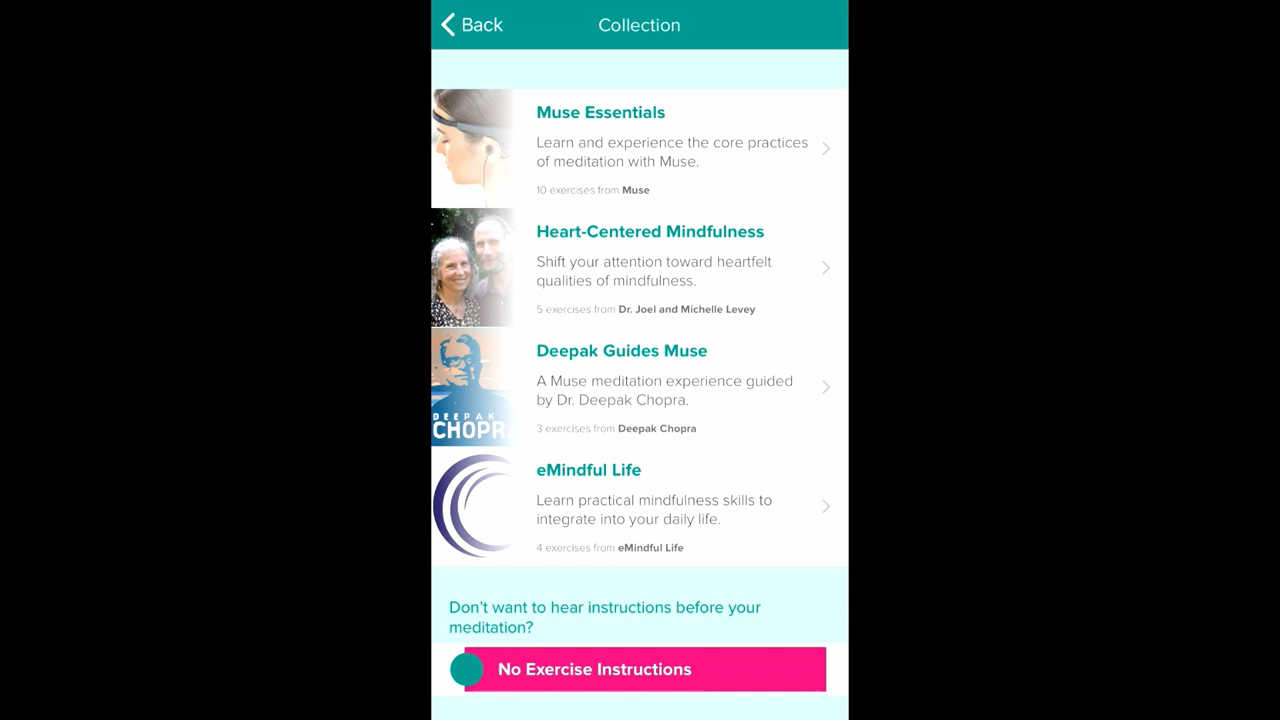 Back
Collection
Muse Essentials
Learn and experience the core practices
of meditation with Muse.
10 exercises from Muse
Heart-Centered Mindfulness
Shift your attention toward heartfelt
qualities of mindfulness.
5 exercises from Dr. Joel and Michelle Levey
DEEPAK
CHOPRA
Deepak Guides Muse
A Muse meditation experience guided
by Dr. Deepak Chopra.
3 exercises from Deepak Chopra
eMindful Life
Learn practical mindfulness skills to
integrate into your daily life.
4 exercises from eMindful Life
Don't want to hear instructions before your
meditation?
No Exercise Instructions